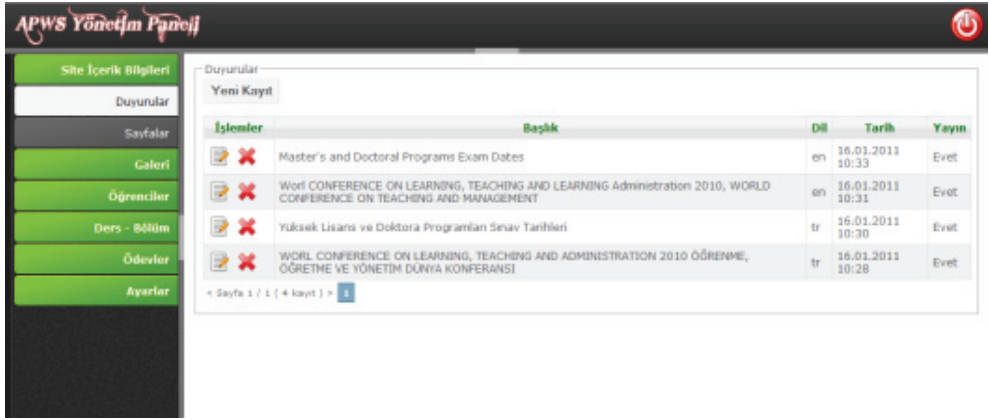 APWS Yönetim Paneli
Site İçerik Bilgileri
Duyurular
Sayfalar
Galeri
Öğrenciler
Ders - Bölüm
Ödevler
Ayarlar
Duyurular
Yeni Kayıt
İşlemler Başlık Dil Tarih Yayın
Master's and Doctoral Programs Exam Dates en 16.01.2011 10:33 Evet
Worl CONFERENCE ON LEARNING, TEACHING AND LEARNING Administration 2010, WORLD
CONFERENCE ON TEACHING AND MANAGEMENT en 16.01.2011 10:31 Evet
Yüksek Lisans ve Doktora Programları Sınav Tarihleri tr 16.01.2011 10:30 Evet
WORL CONFERENCE ON LEARNING, TEACHING AND ADMINISTRATION 2010 ÖĞRENME,
ÖĞRETME VE YÖNETİM DÜNYA KONFERANSI tr 16.01.2011 10:28 Evet
< Sayfa 1 / 1 ( 4 kayıt ) > 1